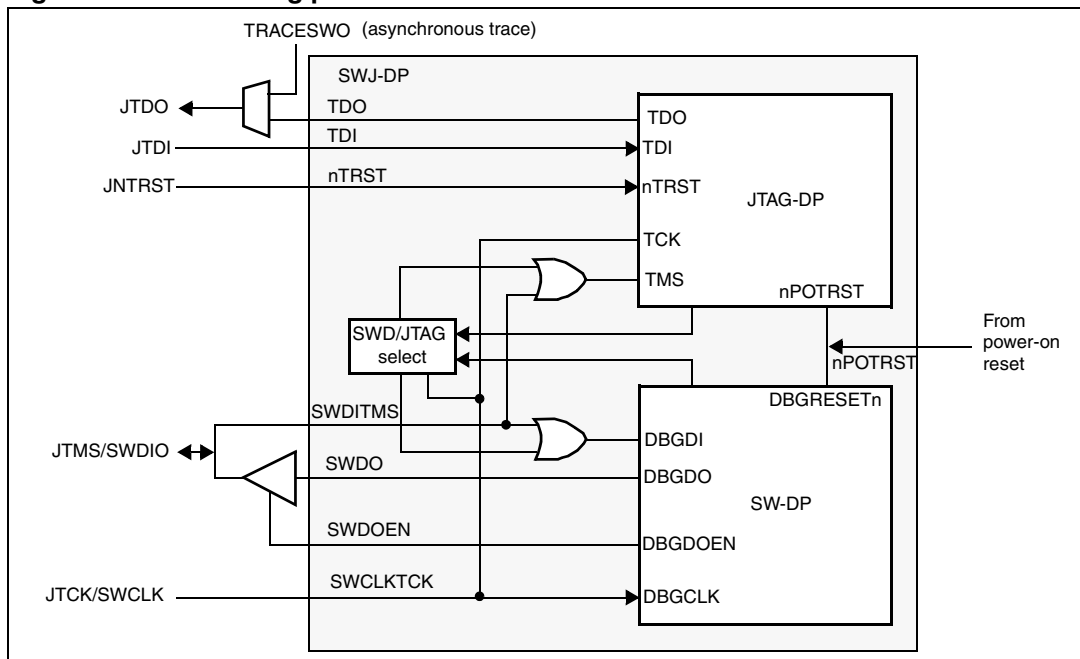 TRACESWO (asynchronous trace)
SWJ-DP
JTDO
TDO
TDO
JTDI
TDI
TDI
JNTRST
nTRST
nTRST
JTAG-DP
TCK
TMS
nPOTRST
SWD/JTAG
select
From
power-on
reset
nPOTRST
DBGRESETn
SWDITMS
JTMS/SWDIO
DBGDI
SWDO
DBGDO
SW-DP
SWDOEN
DBGDOEN
JTCK/SWCLK
SWCLKTCK
DBGCLK